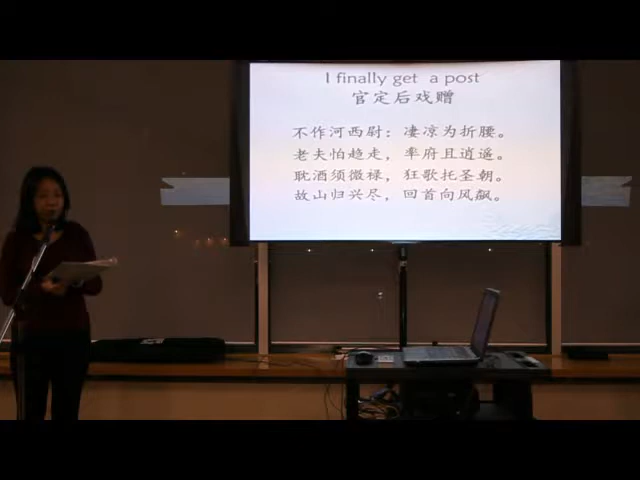 I finally get a post
官定后戏赠
不作河西尉：凄凉为折腰。
老夫怕趋走，率府且逍遥。
耽酒须微禄，狂歌托圣朝。
故山归兴尽，回首向风飙。